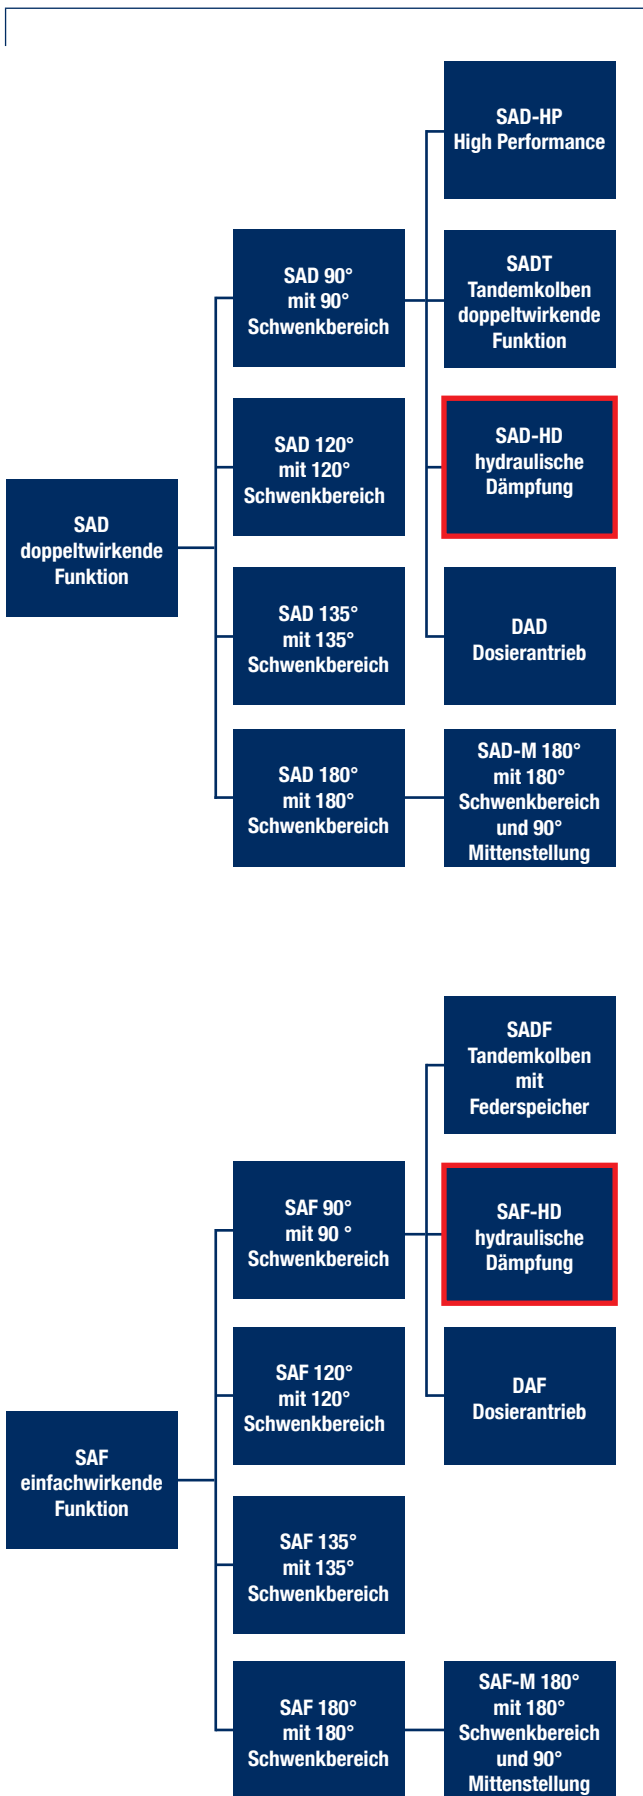 SAD
doppeltwirkende
Funktion
SAD 90°
mit 90°
Schwenkbereich
SAD 120°
mit 120°
Schwenkbereich
SAD 135°
mit 135°
Schwenkbereich
SAD 180°
mit 180°
Schwenkbereich
SAD-HP
High Performance
SADT
Tandemkolben
doppeltwirkende
Funktion
SAD-HD
hydraulische
Dämpfung
DAD
Dosierantrieb
SAD-M 180°
mit 180°
Schwenkbereich
und 90°
Mittenstellung
SAF
einfachwirkende
Funktion
SAF 90°
mit 90 °
Schwenkbereich
SAF 120°
mit 120°
Schwenkbereich
SAF 135°
mit 135°
Schwenkbereich
SAF 180°
mit 180°
Schwenkbereich
SADF
Tandemkolben
mit
Federspeicher
SAF-HD
hydraulische
Dämpfung
DAF
Dosierantrieb
SAF-M 180°
mit 180°
Schwenkbereich
und 90°
Mittenstellung